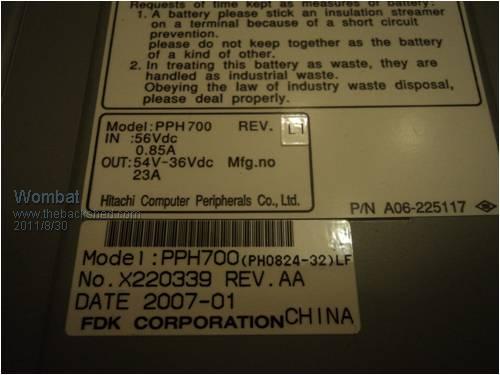 Requests of time kept as measures of battery.
1. A battery please stick an insulation streamer
on a terminal because of a short circuit
prevention.
please do not keep together as the battery
of a kind of other.
2. In treating this battery as waste, they are
handled as industrial waste.
Obeying the law of industry waste disposal,
please deal properly.
Model:PPH700 REV.
IN :56Vdc
0.85A
OUT:54V-36Vdc Mfg.no
23A
Hitachi Computer Peripherals Co., Ltd.
P/N A06-225117
Wombat
www.thebackshed.com
2011/8/30
Model:PPH700(PH0824-32)LF
No.X220339 REV.AA
DATE 2007-01
FDK CORPORATION CHINA